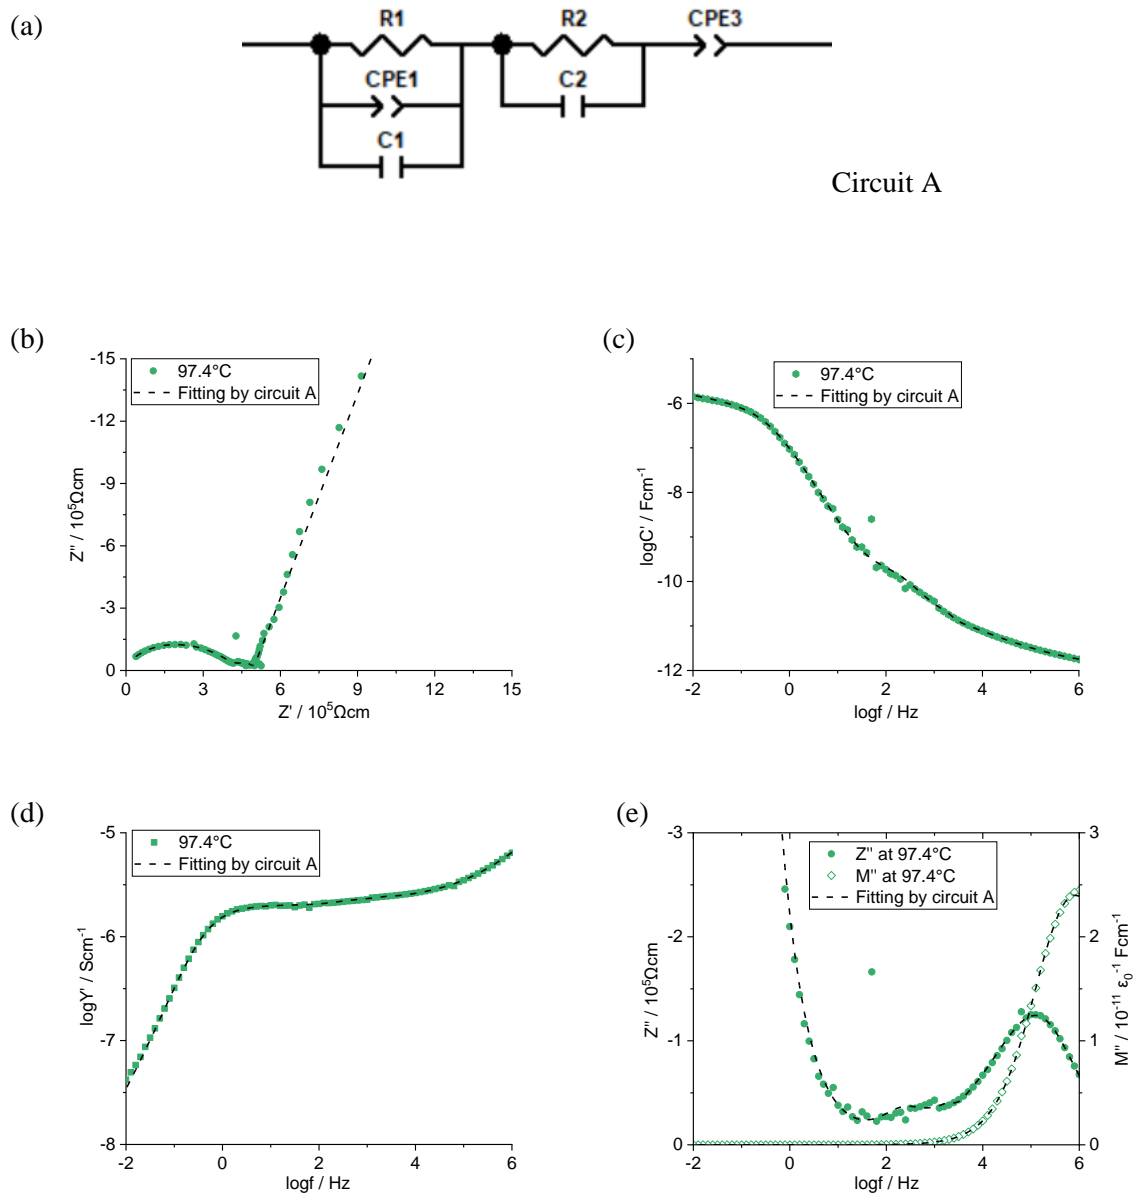 (a)
R1
R2
CPE3
CPE1
C2
C1
Circuit A
(b)
-15
-12
-9
-6
-3
0
0
3
6
9
12
15
Z'' / 10⁵Ωcm
Z' / 10⁵Ωcm
97.4°C
Fitting by circuit A
(c)
-6
-8
-10
-12
-2
0
2
4
6
logC' / Fcm⁻¹
logf / Hz
97.4°C
Fitting by circuit A
(d)
-5
-6
-7
-8
-2
0
2
4
6
logY' / Scm⁻¹
logf / Hz
97.4°C
Fitting by circuit A
(e)
-3
-2
-1
0
3
2
1
0
-2
0
2
4
6
Z'' / 10⁵Ωcm
M'' / 10⁻¹¹ ε₀⁻¹ Fcm⁻¹
logf / Hz
Z'' at 97.4°C
M'' at 97.4°C
Fitting by circuit A